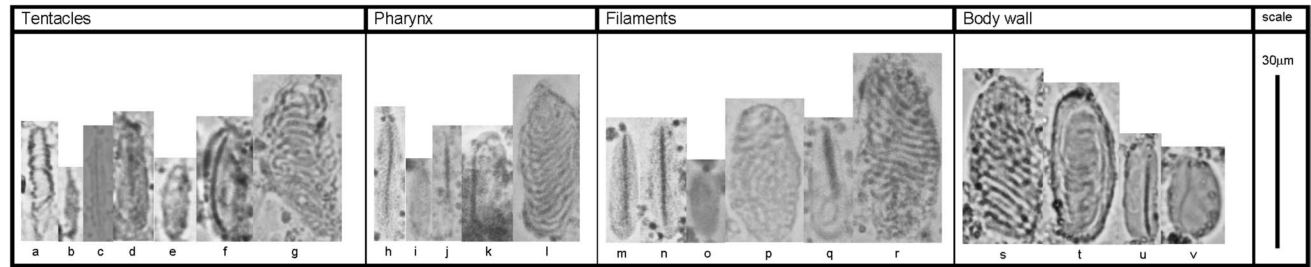 Tentacles Pharynx Filaments Body wall scale
30µm
a b c d e f g h i j k l m n o p q r s t u v